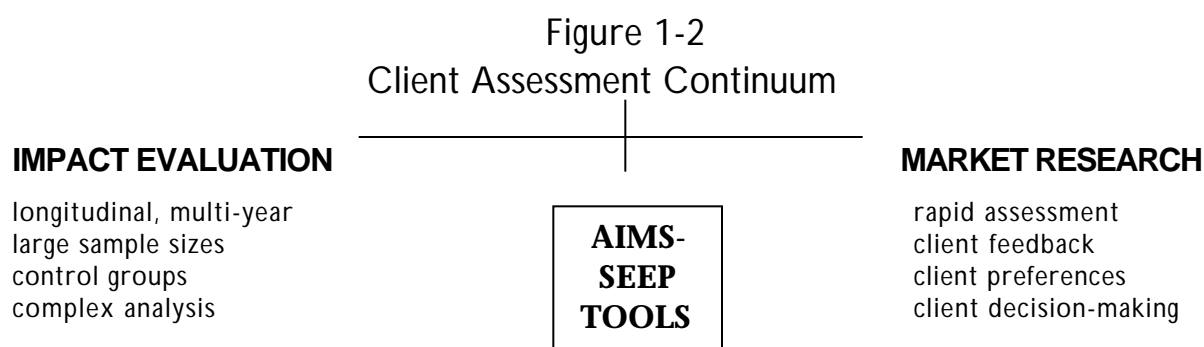 Figure 1-2
Client Assessment Continuum
IMPACT EVALUATION
longitudinal, multi-year
large sample sizes
control groups
complex analysis
AIMS-
SEEP
TOOLS
MARKET RESEARCH
rapid assessment
client feedback
client preferences
client decision-making